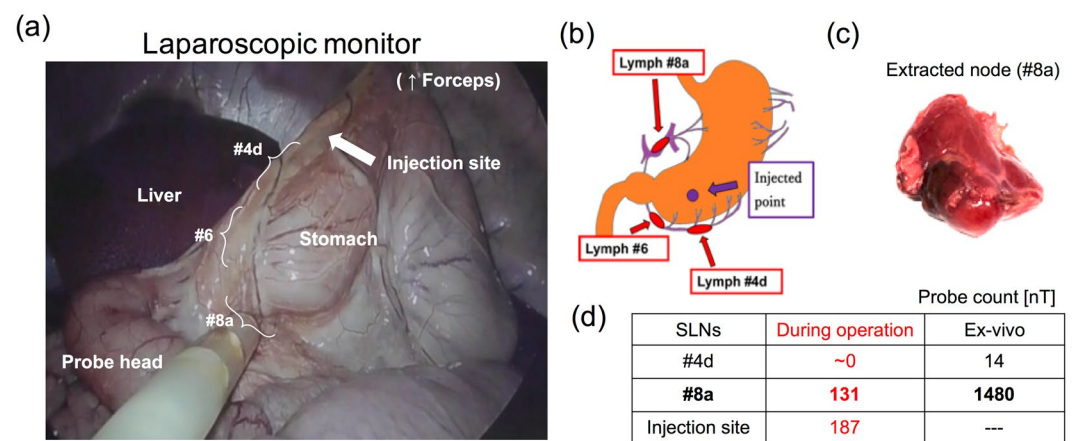 (a)
Laparoscopic monitor
( ↑ Forceps)
#4d
Injection site
Liver
#6
Stomach
#8a
Probe head
(b)
Lymph #8a
Injected
point
Lymph #6
Lymph #4d
(c)
Extracted node (#8a)
(d)
Probe count [nT]
SLNs During operation Ex-vivo
#4d ~0 14
#8a 131 1480
Injection site 187 ---